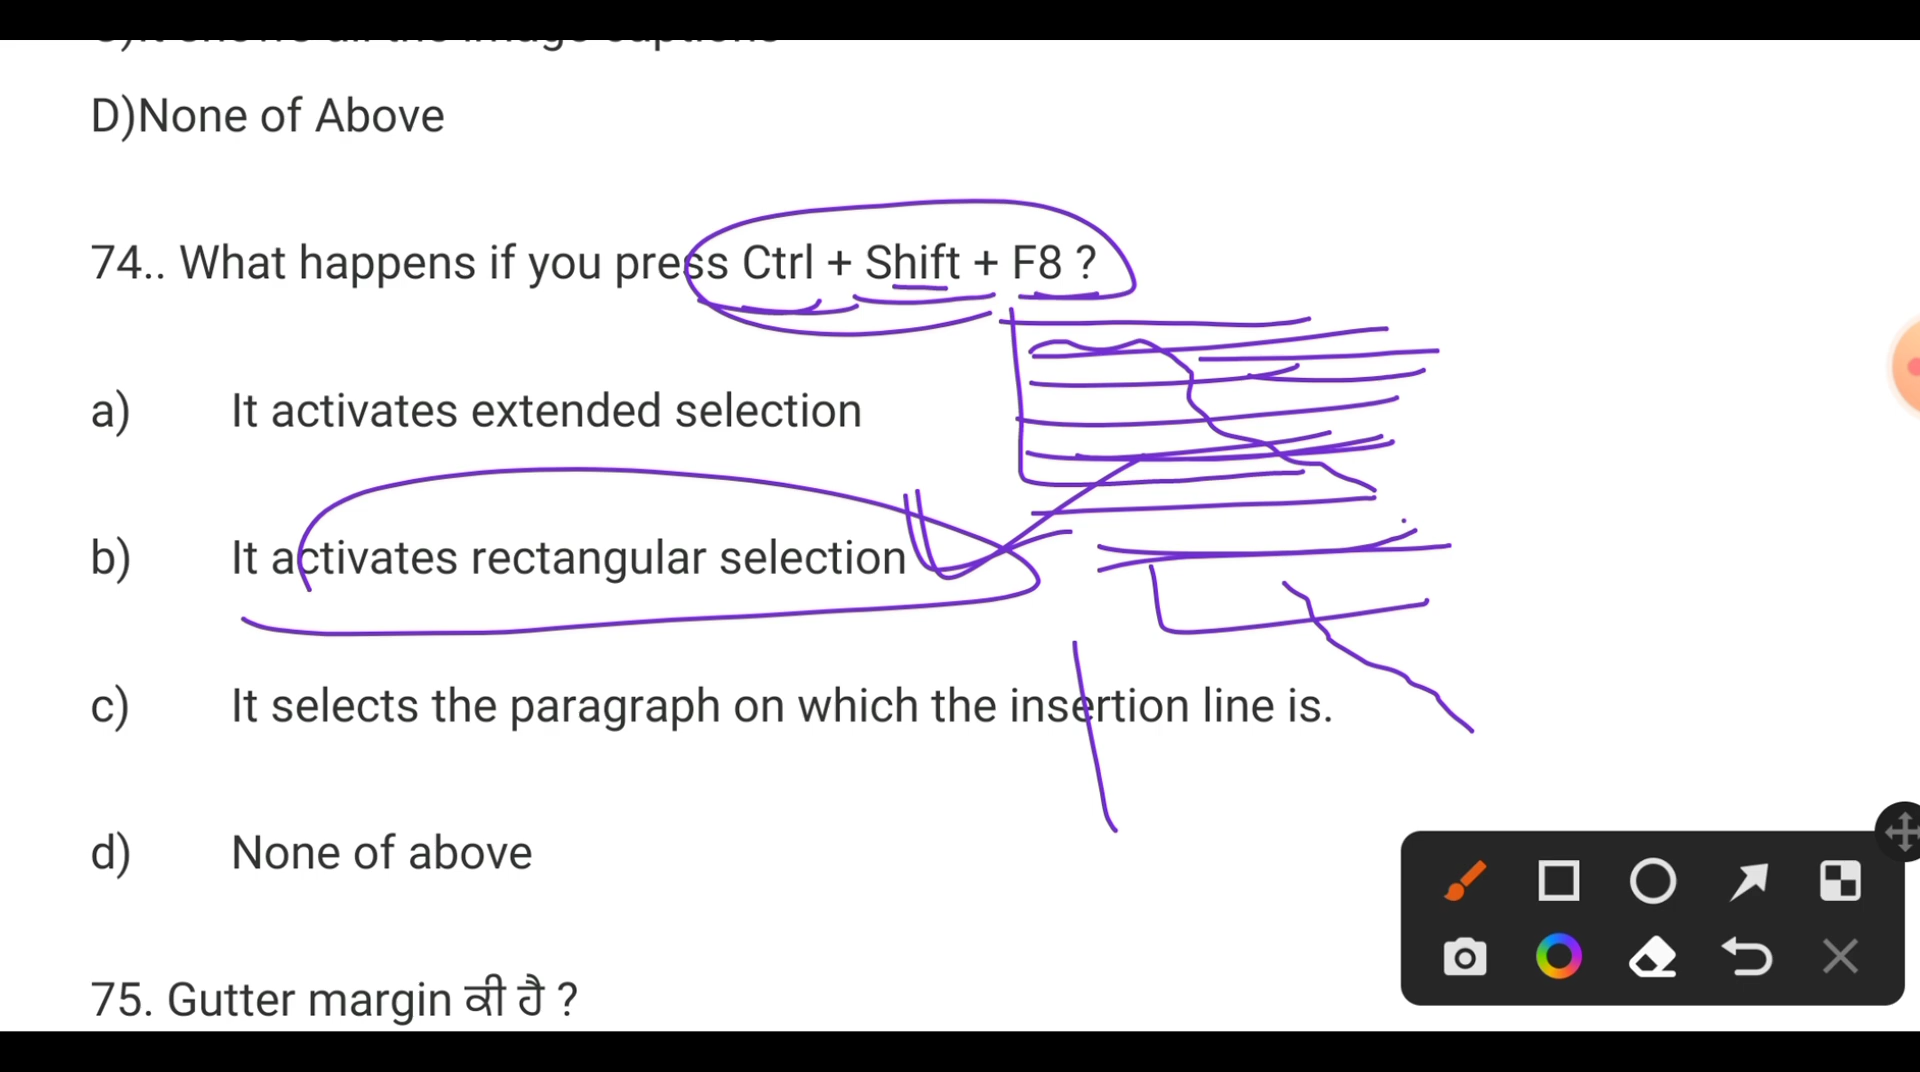 D)None of Above
74.. What happens if you press Ctrl + Shift + F8 ?
a) It activates extended selection
b) It activates rectangular selection
c) It selects the paragraph on which the insertion line is.
d) None of above
75. Gutter margin ਕੀ ਹੈ ?